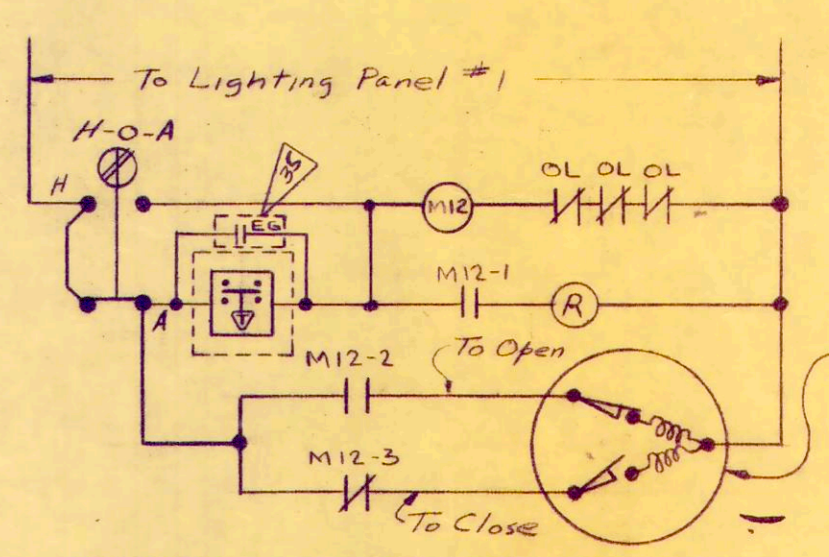 To Lighting Panel #1
H-O-A
35
H
OL OL OL
M12
EG
M12-1
A
T
R
To Open
M12-2
M12-3
To Close